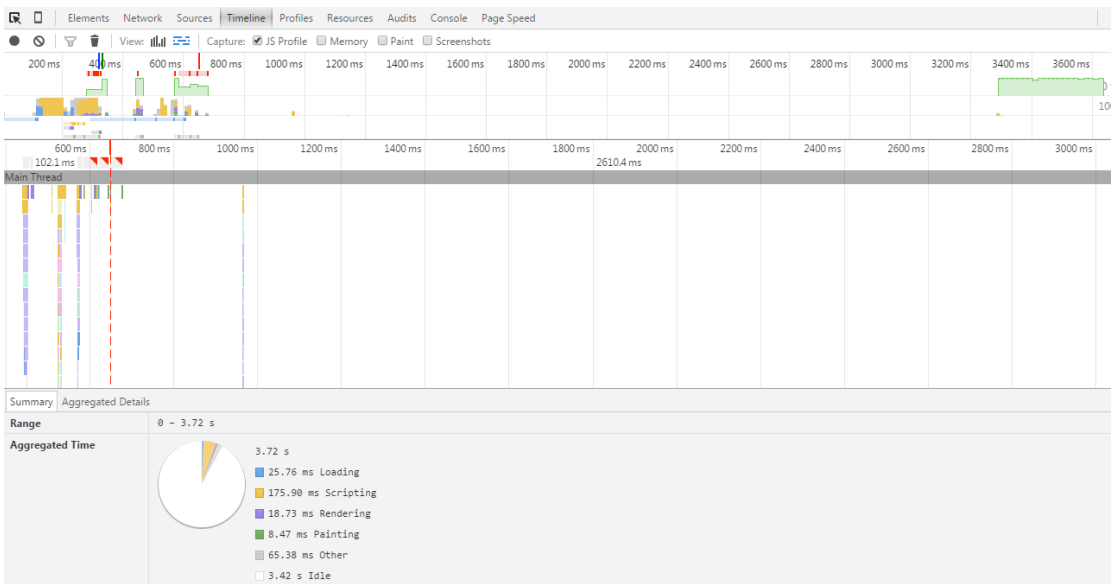 Elements Network Sources Timeline Profiles Resources Audits Console Page Speed
View: Capture: JS Profile Memory Paint Screenshots
200 ms 400 ms 600 ms 800 ms 1000 ms 1200 ms 1400 ms 1600 ms 1800 ms 2000 ms 2200 ms 2400 ms 2600 ms 2800 ms 3000 ms 3200 ms 3400 ms 3600 ms
600 ms 800 ms 1000 ms 1200 ms 1400 ms 1600 ms 1800 ms 2000 ms 2200 ms 2400 ms 2600 ms 2800 ms 3000 ms
102.1 ms 2610.4 ms
Main Thread
Summary Aggregated Details
Range 0 – 3.72 s
Aggregated Time
3.72 s
25.76 ms Loading
175.90 ms Scripting
18.73 ms Rendering
8.47 ms Painting
65.38 ms Other
3.42 s Idle